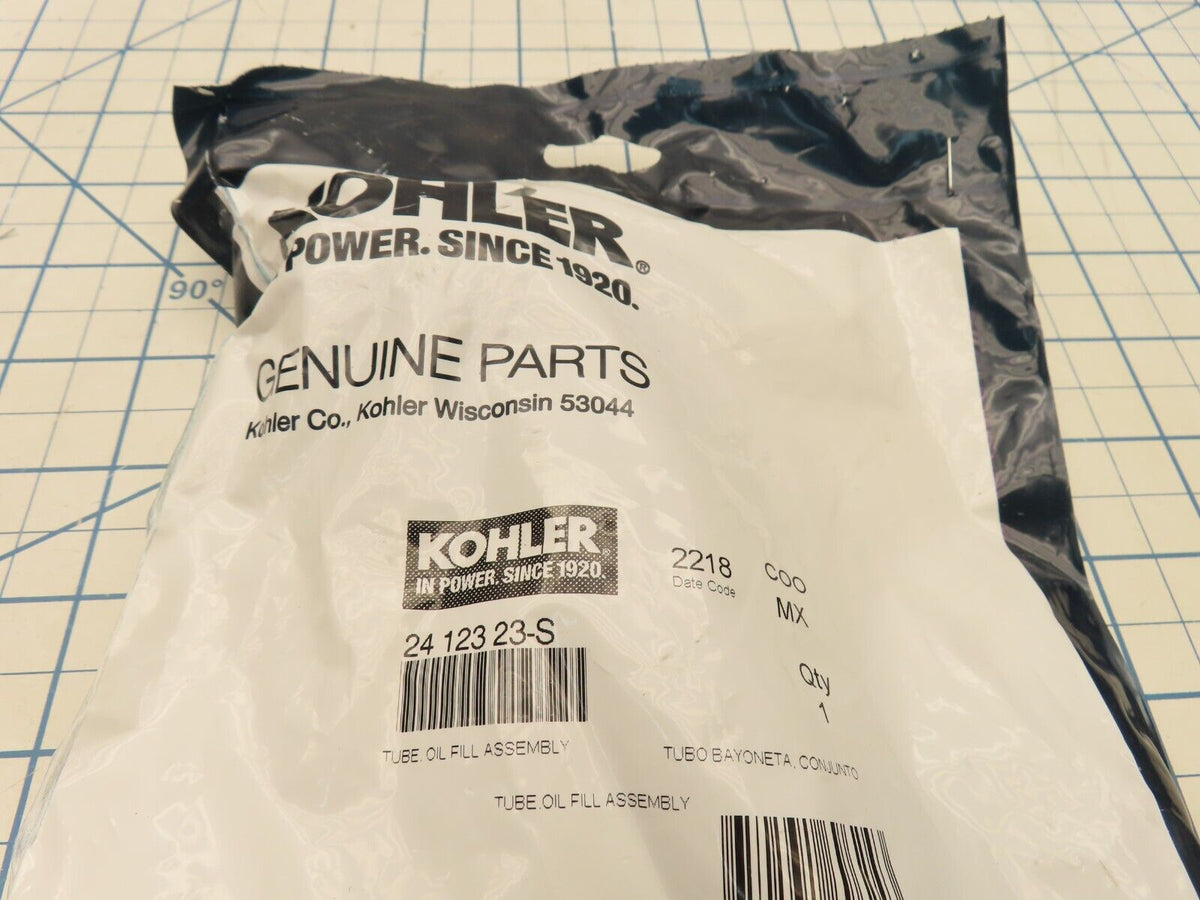 KOHLER®
POWER. SINCE 1920.
GENUINE PARTS
Kohler Co., Kohler Wisconsin 53044
KOHLER®
IN POWER. SINCE 1920.
2218 COO
Date Code MX
24 123 23-S
Qty
1
TUBE, OIL FILL ASSEMBLY TUBO BAYONETA, CONJUNTO
TUBE,OIL FILL ASSEMBLY
90°